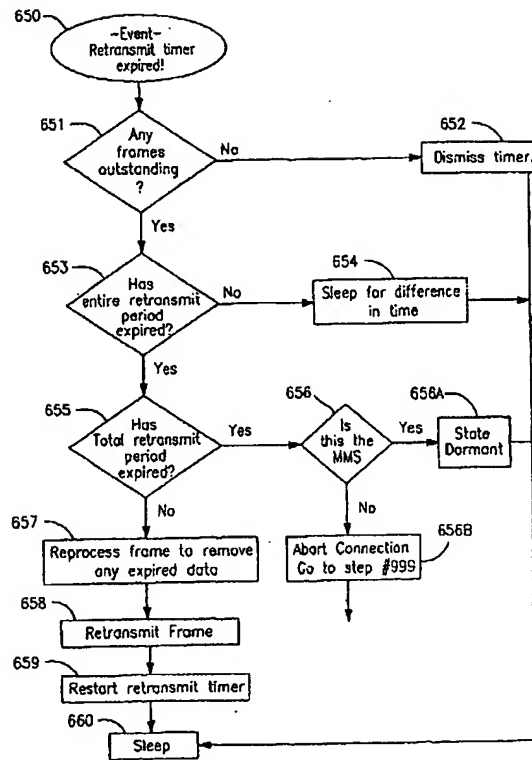 650
-Event-
Retransmit timer
expired!
651
Any
frames
outstanding
?
No
652
Dismiss timer.
Yes
653
Has
entire retransmit
period
expired?
No
654
Sleep for difference
in time
Yes
655
Has
Total retransmit
period
expired?
Yes
656
Is
this the
MMS
Yes
656A
State
Dormant
No
No
656B
Abort Connection
Go to step #999
657
Reprocess frame to remove
any expired data
658
Retransmit Frame
659
Restart retransmit timer
660
Sleep